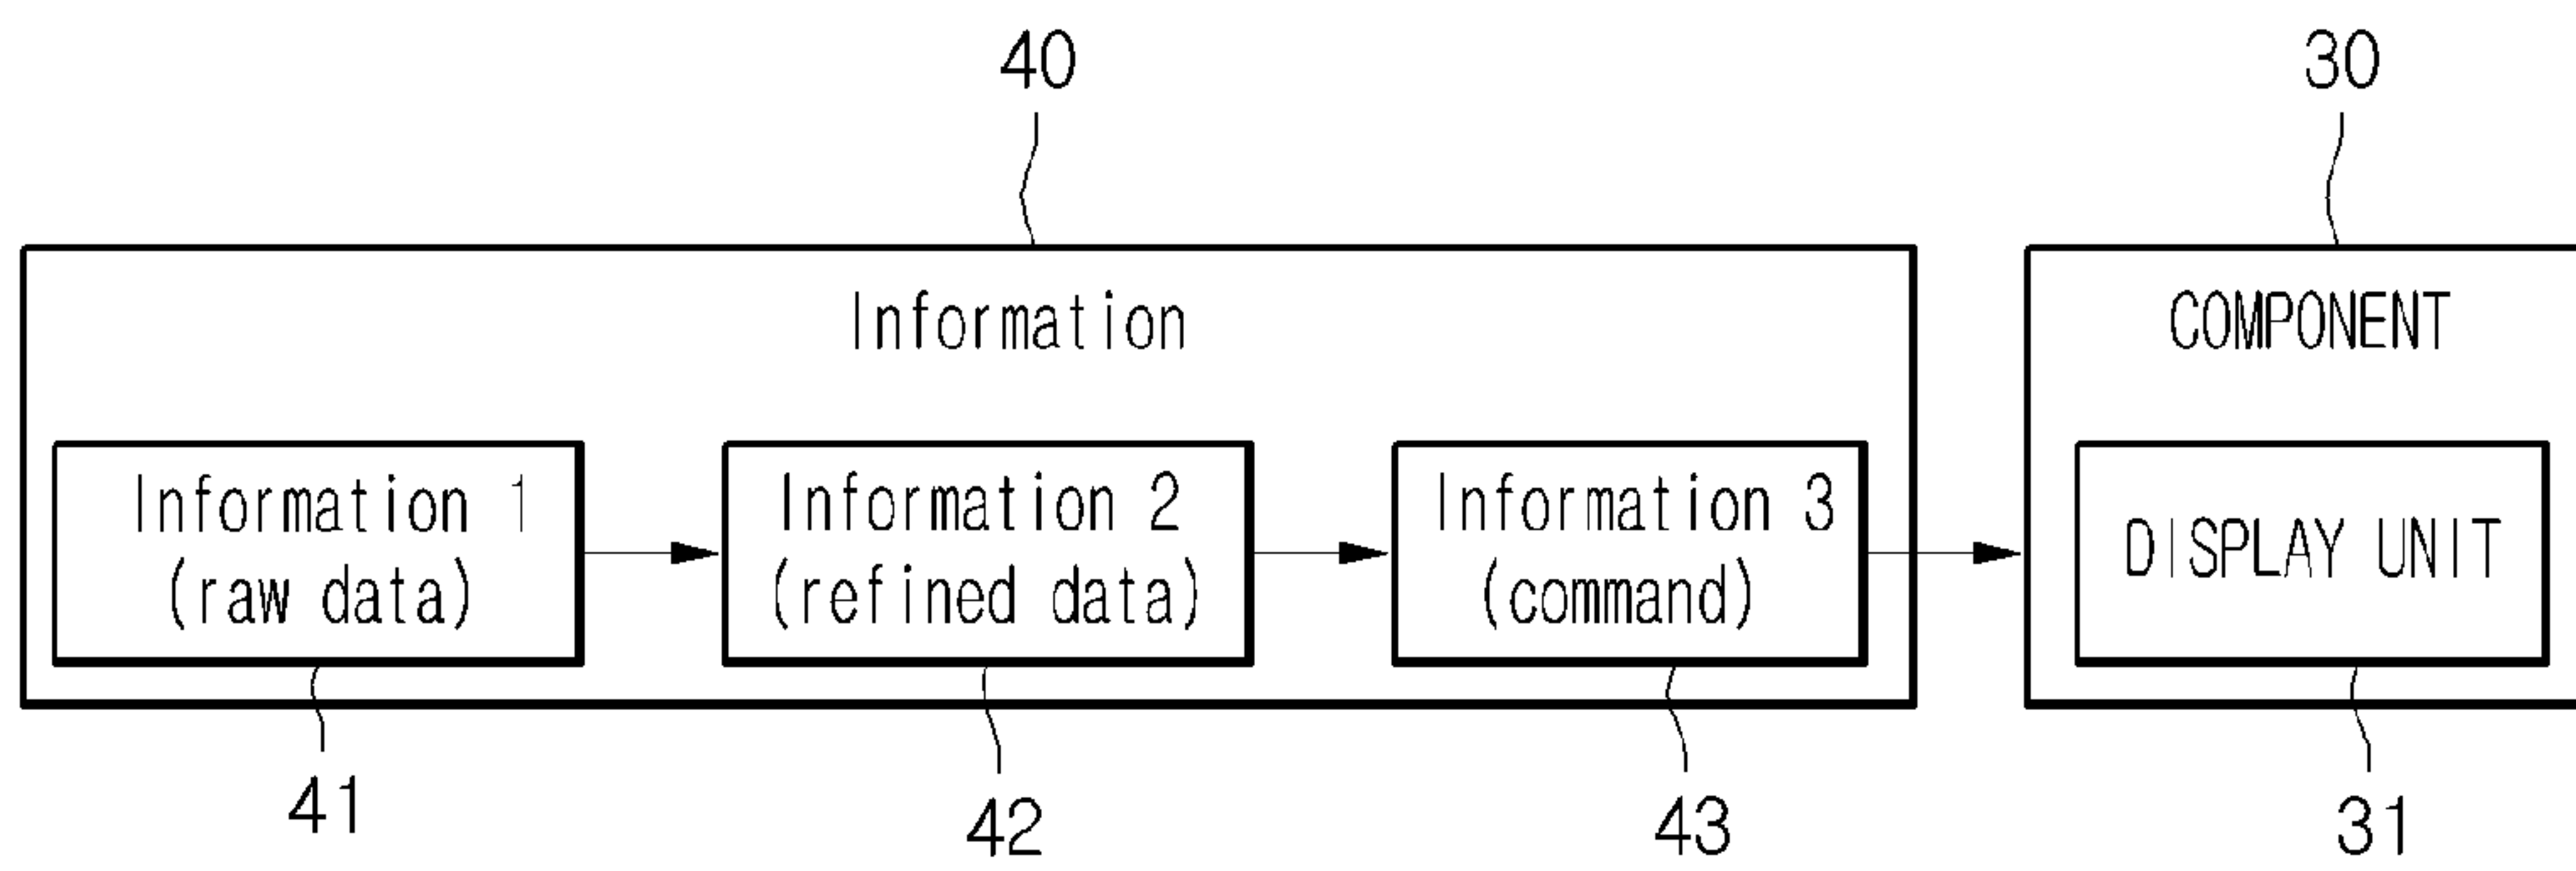 40
30
Information
COMPONENT
Information 1
(raw data)
Information 2
(refined data)
Information 3
(command)
DISPLAY UNIT
41
42
43
31